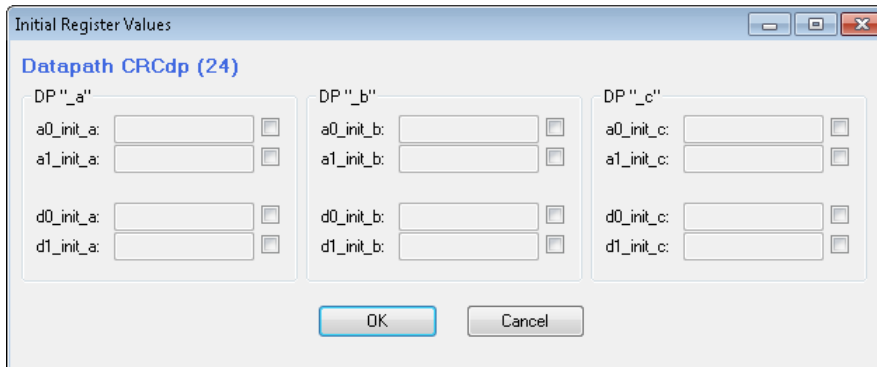 Initial Register Values
Datapath CRCdp (24)
DP "_a"
a0_init_a:
a1_init_a:
d0_init_a:
d1_init_a:
DP "_b"
a0_init_b:
a1_init_b:
d0_init_b:
d1_init_b:
DP "_c"
a0_init_c:
a1_init_c:
d0_init_c:
d1_init_c:
OK
Cancel